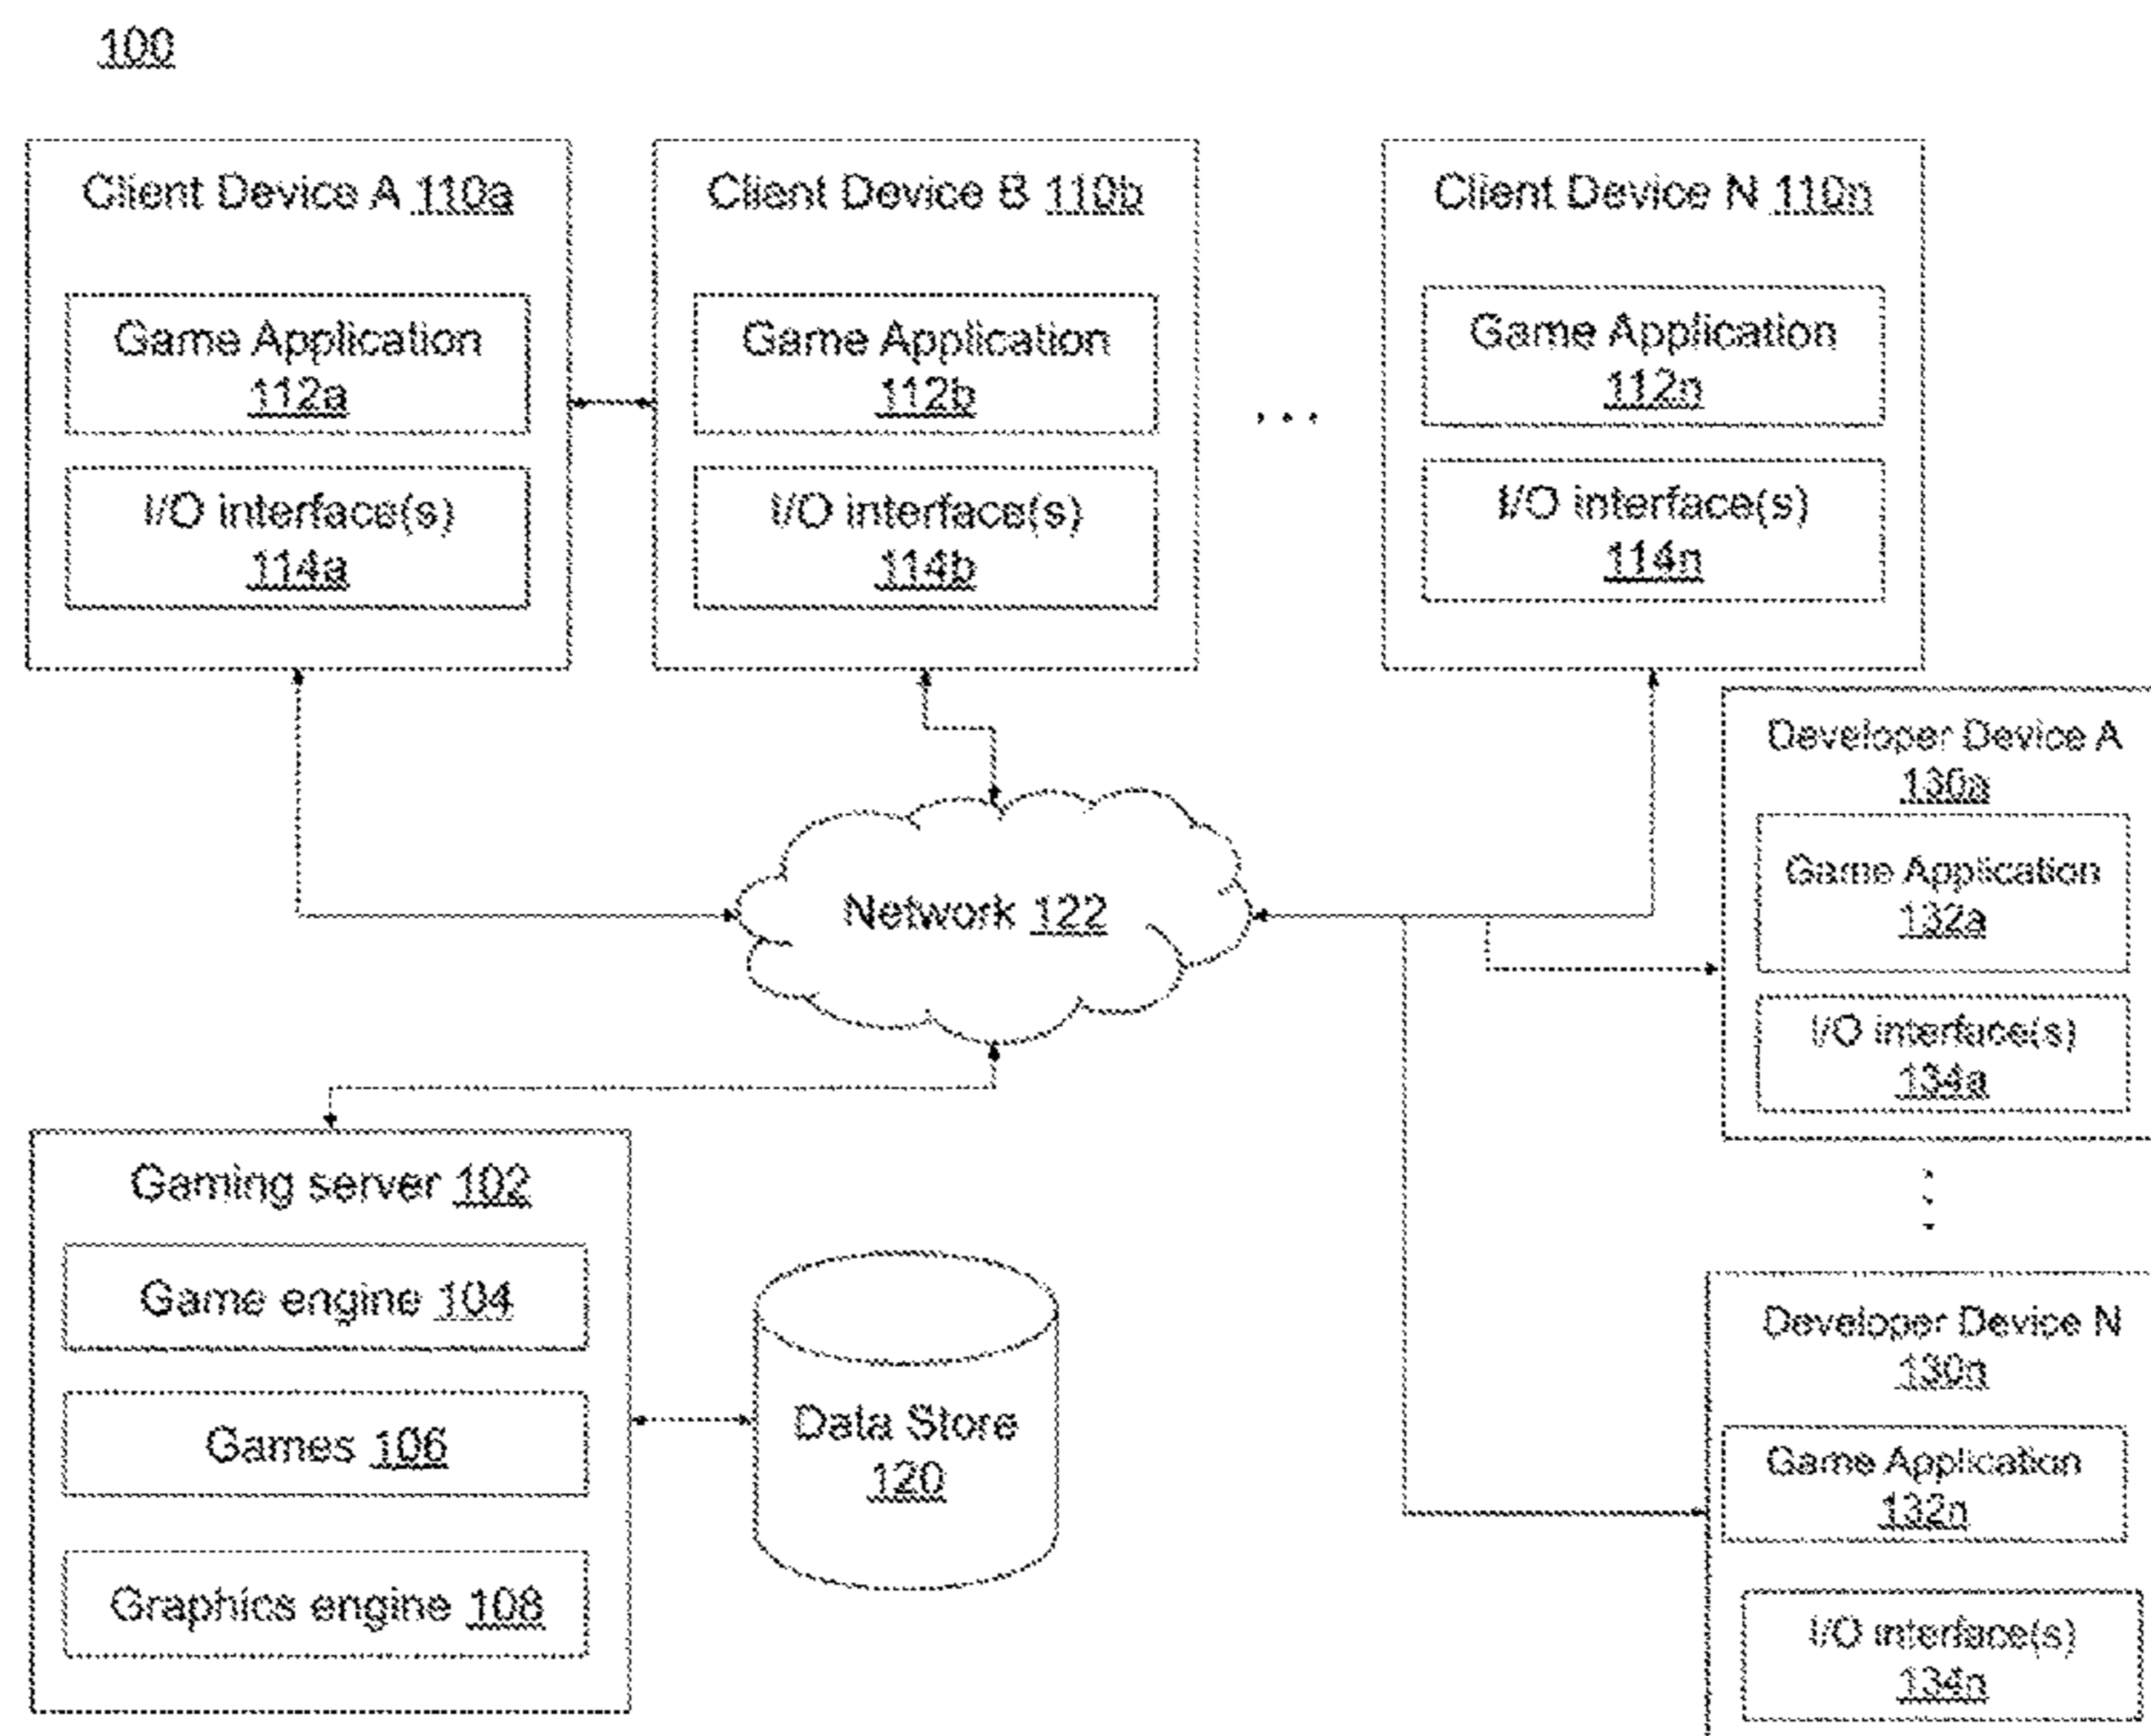 100
Client Device A 110a
Game Application
112a
I/O interface(s)
114a
Client Device B 110b
Game Application
112b
I/O interface(s)
114b
...
Client Device N 110n
Game Application
112n
I/O interface(s)
114n
Developer Device A
130a
Game Application
132a
I/O interface(s)
134a
Network 122
Gaming server 102
Game engine 104
Games 106
Graphics engine 108
Data Store
120
Developer Device N
130n
Game Application
132n
I/O interface(s)
134n